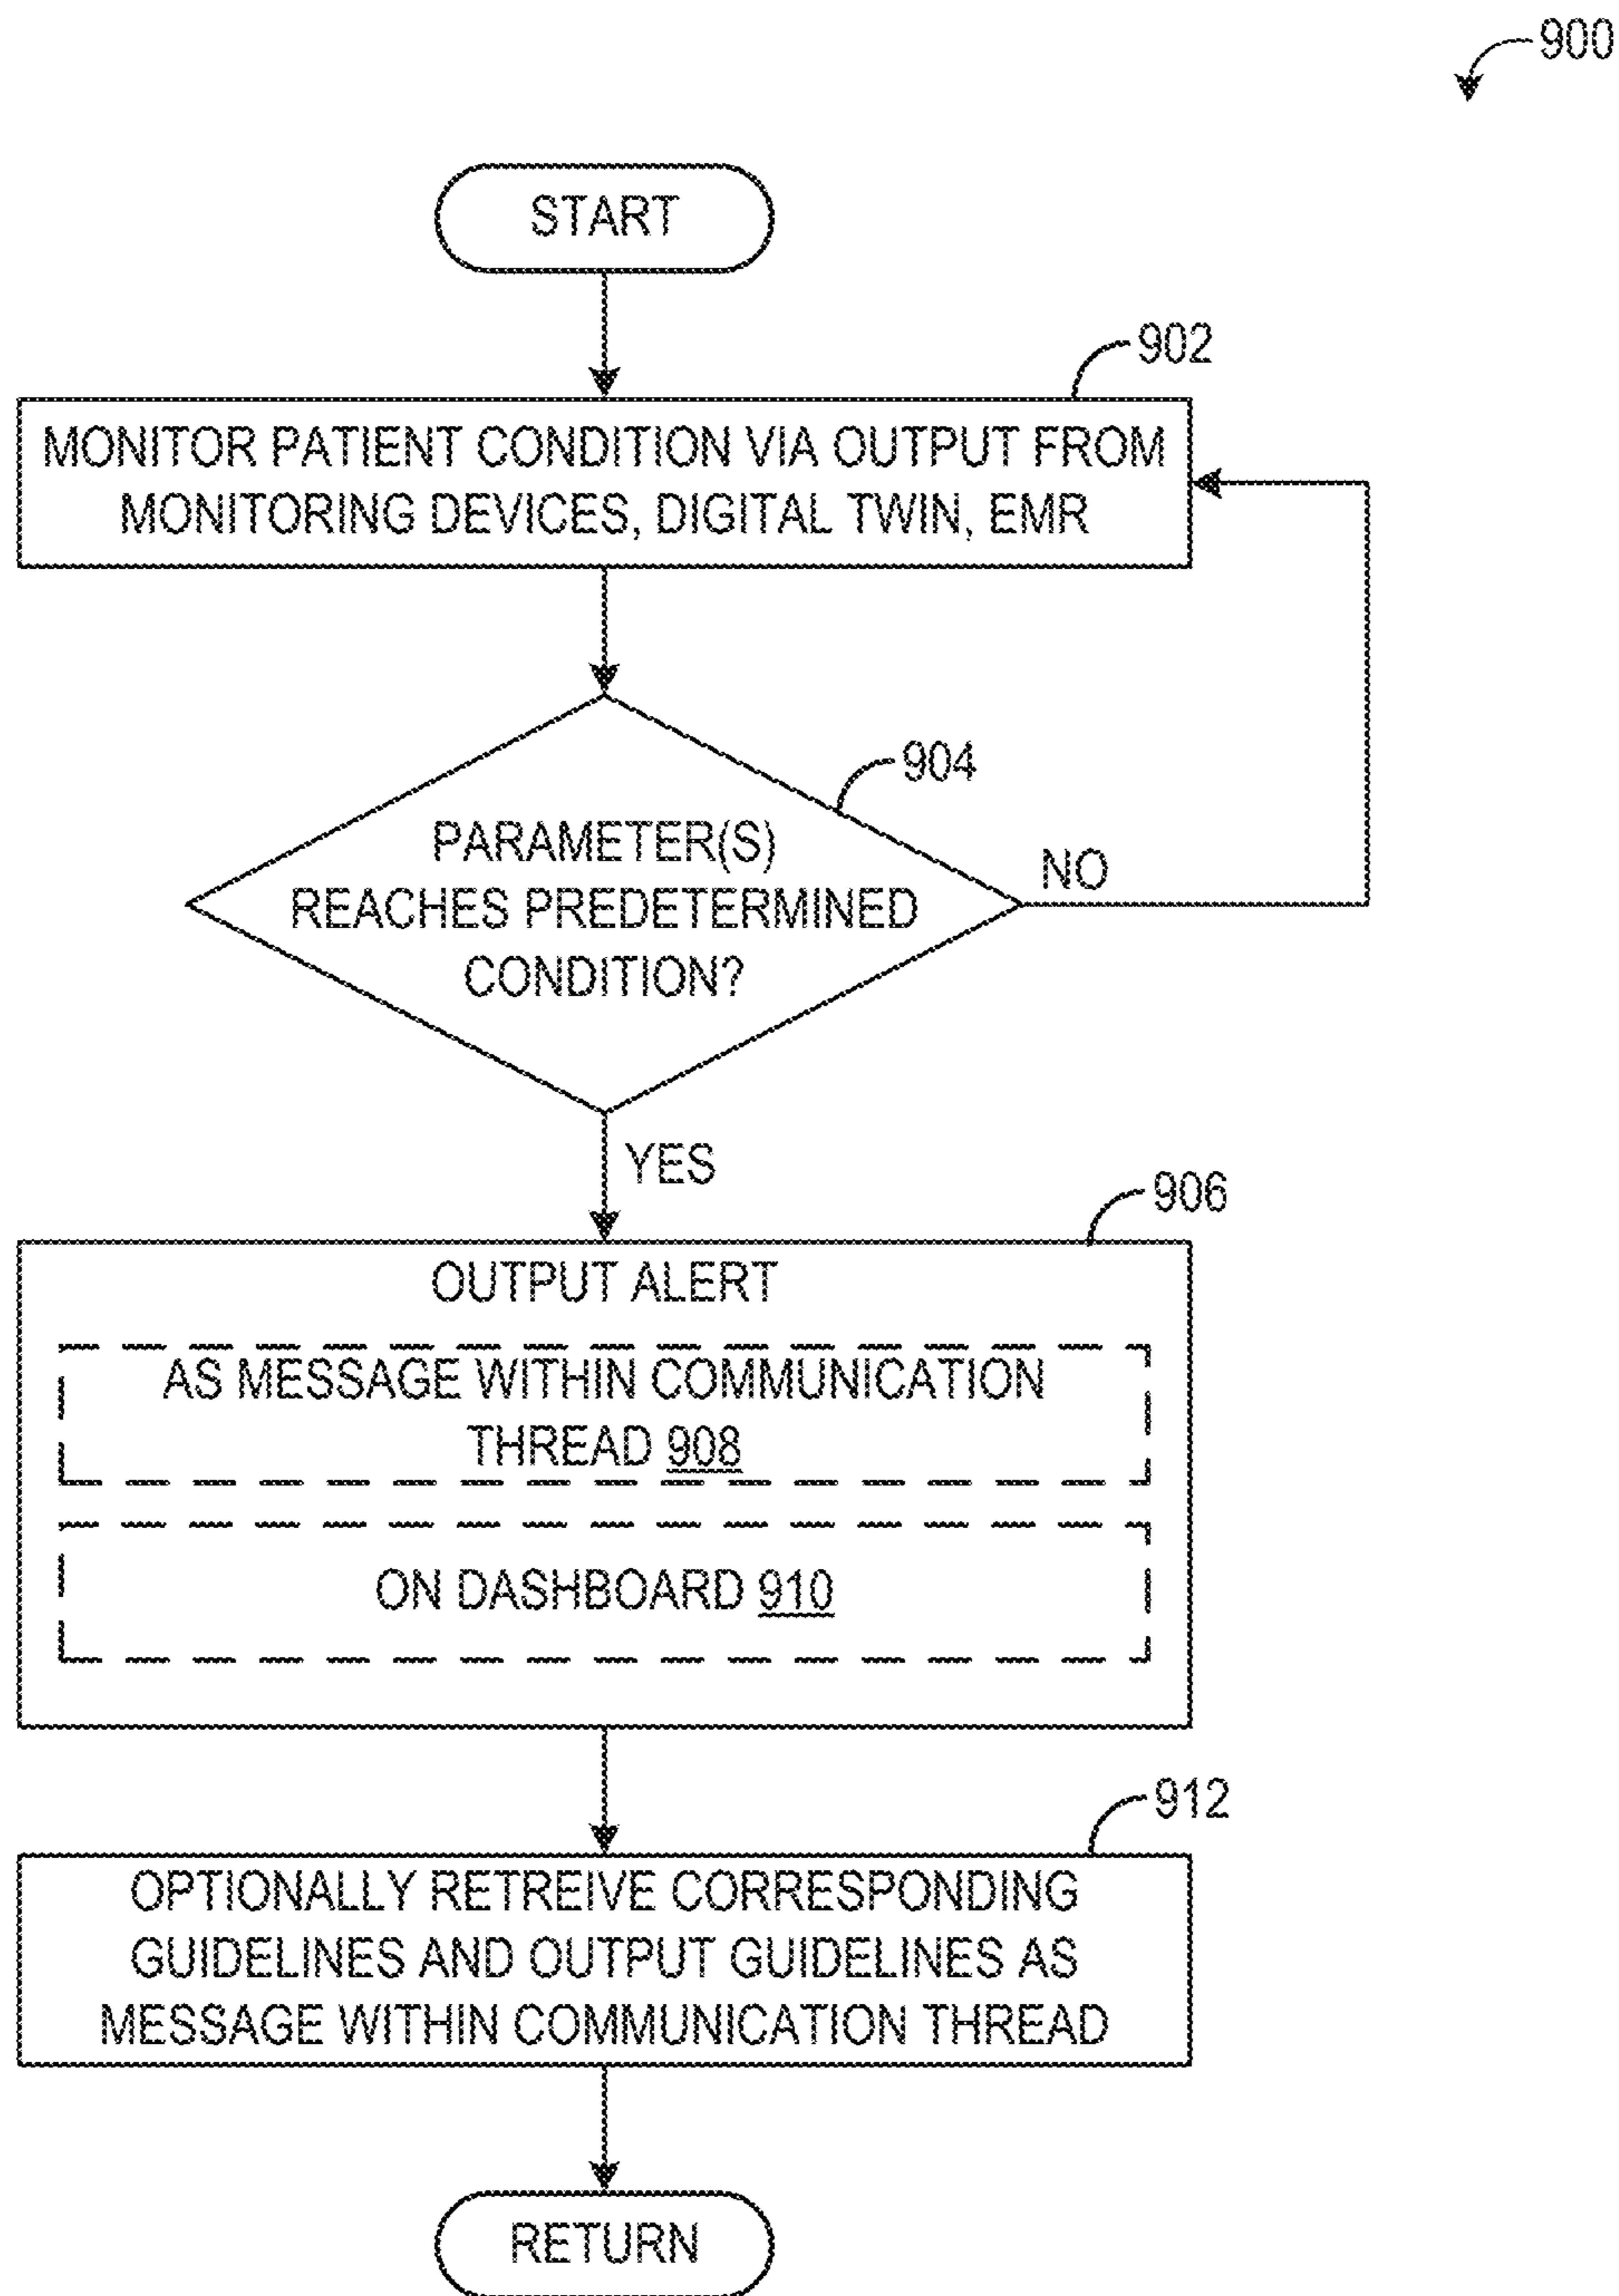 900
START
902
MONITOR PATIENT CONDITION VIA OUTPUT FROM
MONITORING DEVICES, DIGITAL TWIN, EMR
904
PARAMETER(S)
REACHES PREDETERMINED
CONDITION?
NO
YES
906
OUTPUT ALERT
AS MESSAGE WITHIN COMMUNICATION
THREAD 908
ON DASHBOARD 910
912
OPTIONALLY RETREIVE CORRESPONDING
GUIDELINES AND OUTPUT GUIDELINES AS
MESSAGE WITHIN COMMUNICATION THREAD
RETURN